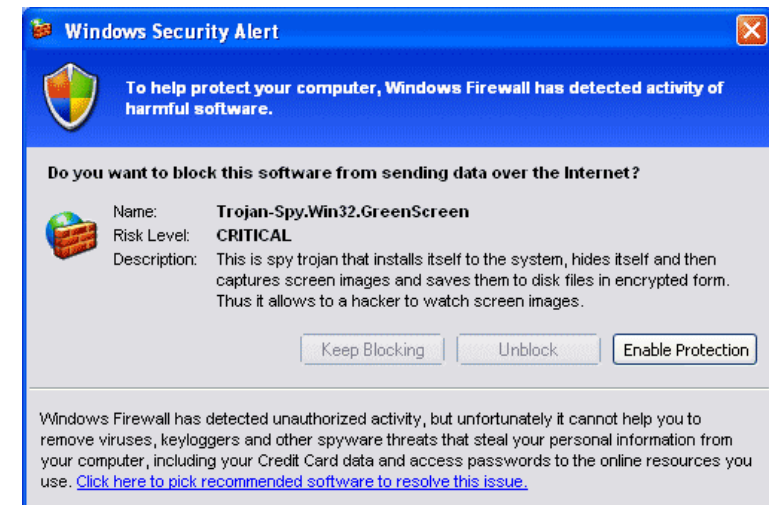 Windows Security Alert
To help protect your computer, Windows Firewall has detected activity of
harmful software.
Do you want to block this software from sending data over the Internet?
Name: Trojan-Spy.Win32.GreenScreen
Risk Level: CRITICAL
Description: This is spy trojan that installs itself to the system, hides itself and then
captures screen images and saves them to disk files in encrypted form.
Thus it allows to a hacker to watch screen images.
Keep Blocking Unblock Enable Protection
Windows Firewall has detected unauthorized activity, but unfortunately it cannot help you to
remove viruses, keyloggers and other spyware threats that steal your personal information from
your computer, including your Credit Card data and access passwords to the online resources you
use. Click here to pick recommended software to resolve this issue.